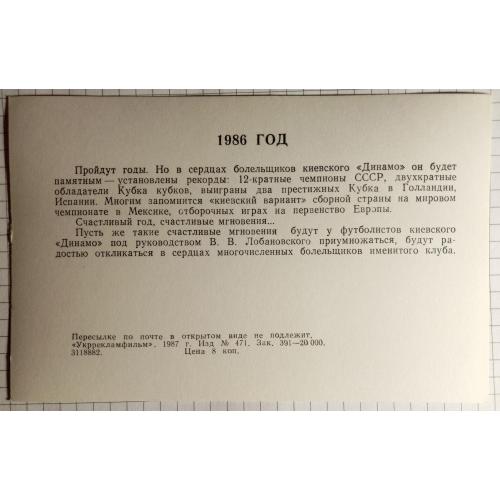 1986 ГОД
Пройдут годы. Но в сердцах болельщиков киевского «Динамо» он будет
памятным — установлены рекорды: 12-кратные чемпионы СССР, двухкратные
обладатели Кубка кубков, выиграны два престижных Кубка в Голландии,
Испании. Многим запомнится «киевский вариант» сборной страны на мировом
чемпионате в Мексике, отборочных играх на первенство Европы.
Счастливый год, счастливые мгновения...
Пусть же такие счастливые мгновения будут у футболистов киевского
«Динамо» под руководством В. В. Лобановского приумножаться, будут ра-
достью откликаться в сердцах многочисленных болельщиков именитого клуба.
Пересылке по почте в открытом виде не подлежит.
«Укррекламфильм», 1987 г. Изд № 471. Зак. 391—20 000.
3118882. Цена 8 коп.